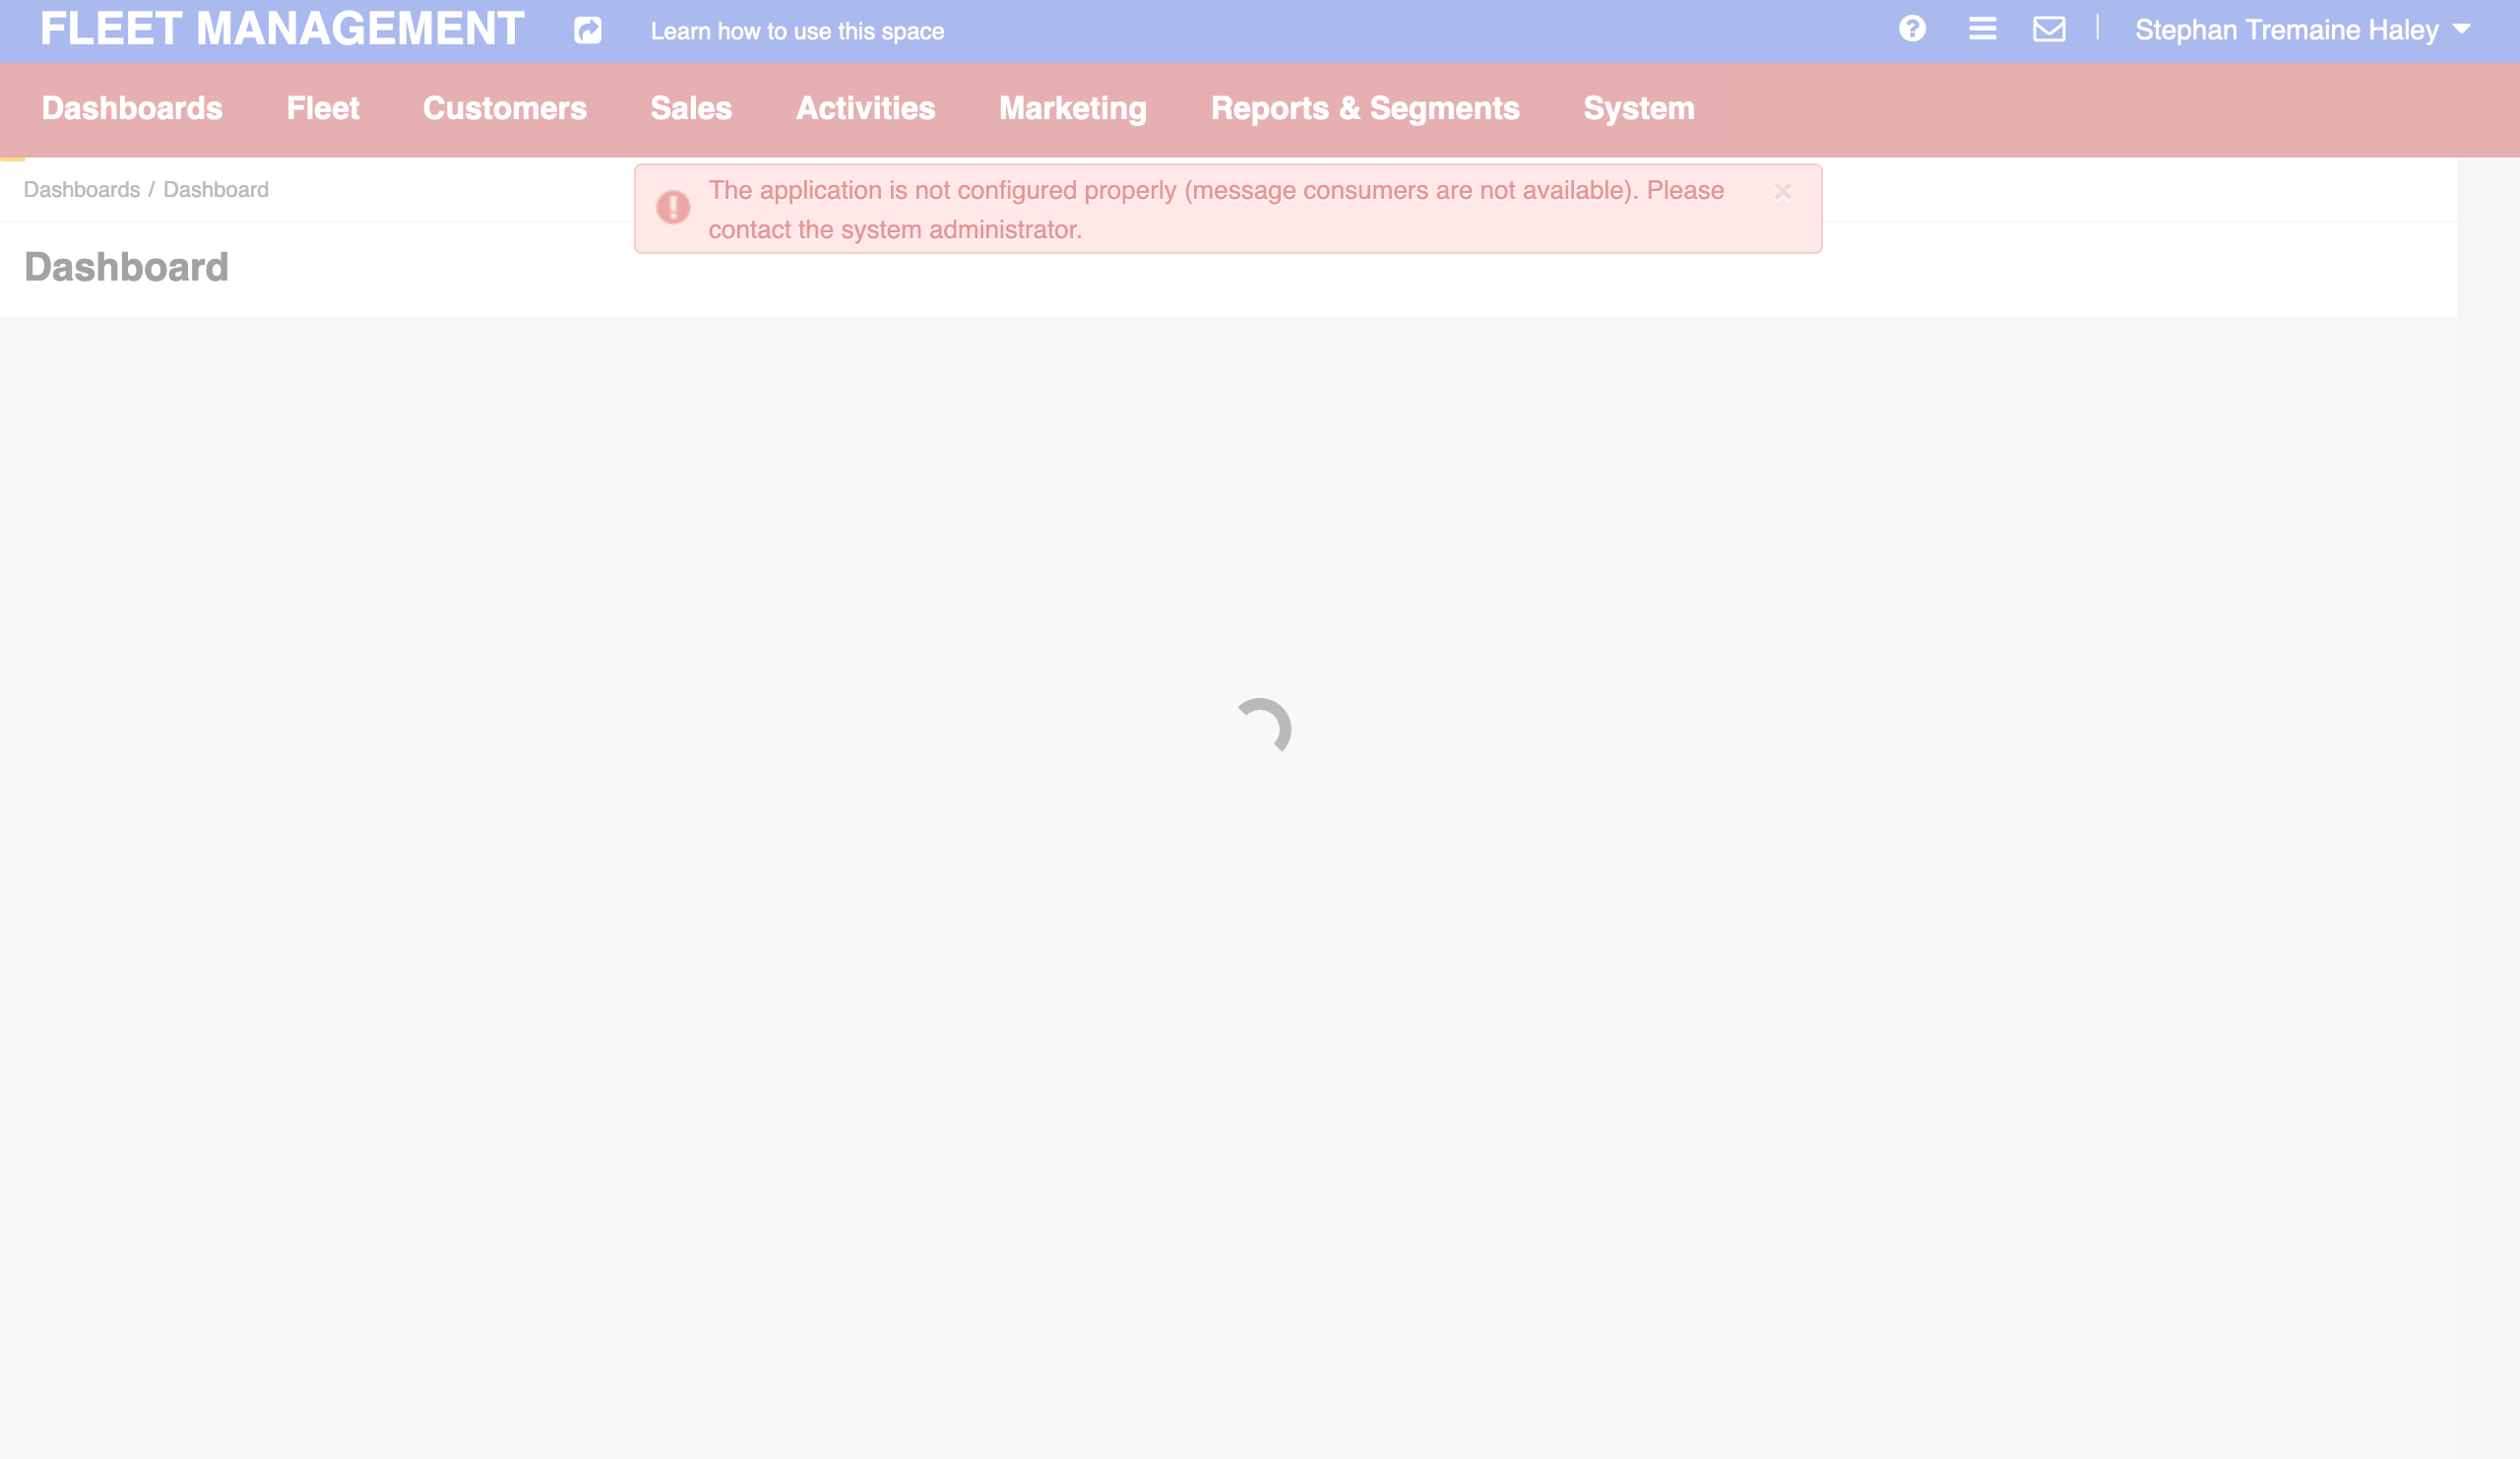 FLEET MANAGEMENT
Learn how to use this space
Stephan Tremaine Haley
Dashboards Fleet Customers Sales Activities Marketing Reports & Segments System
Dashboards / Dashboard
The application is not configured properly (message consumers are not available). Please
contact the system administrator.
Dashboard